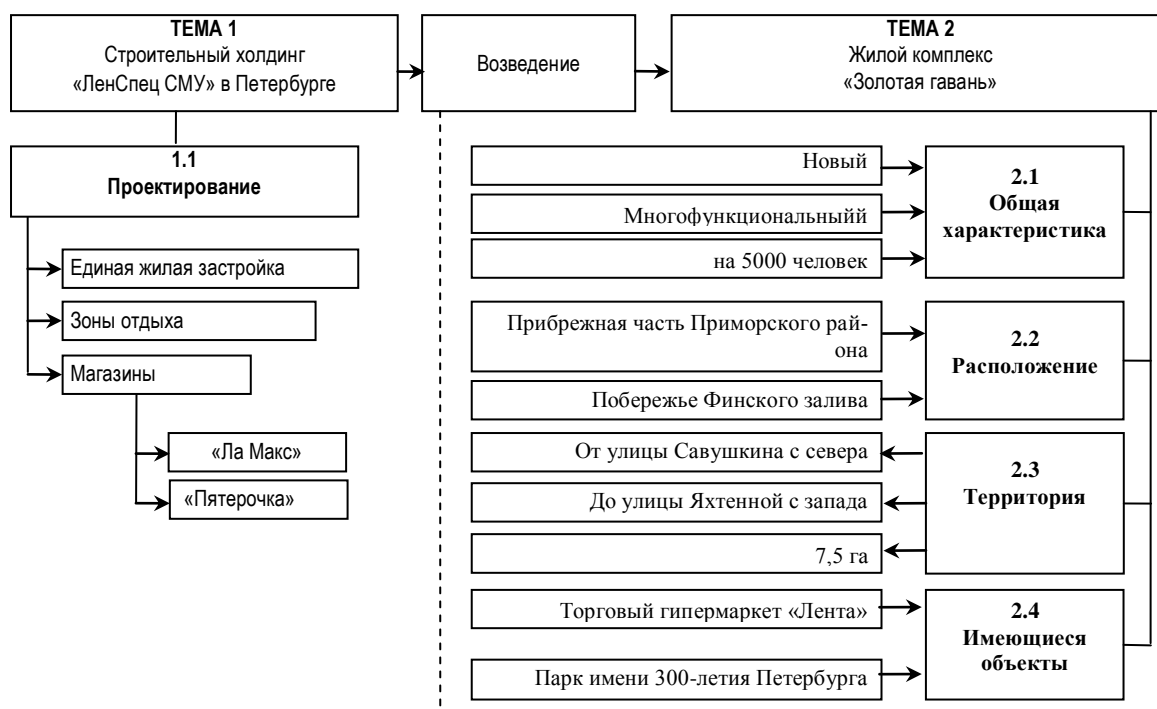 ТЕМА 1
Строительный холдинг
«ЛенСпец СМУ» в Петербурге
Возведение
ТЕМА 2
Жилой комплекс
«Золотая гавань»
1.1
Проектирование
Единая жилая застройка
Зоны отдыха
Магазины
«Ла Макс»
«Пятерочка»
Новый
Многофункциональныйй
на 5000 человек
2.1
Общая
характеристика
Прибрежная часть Приморского рай-
она
Побережье Финского залива
2.2
Расположение
От улицы Савушкина с севера
До улицы Яхтенной с запада
7,5 га
2.3
Территория
Торговый гипермаркет «Лента»
Парк имени 300-летия Петербурга
2.4
Имеющиеся
объекты